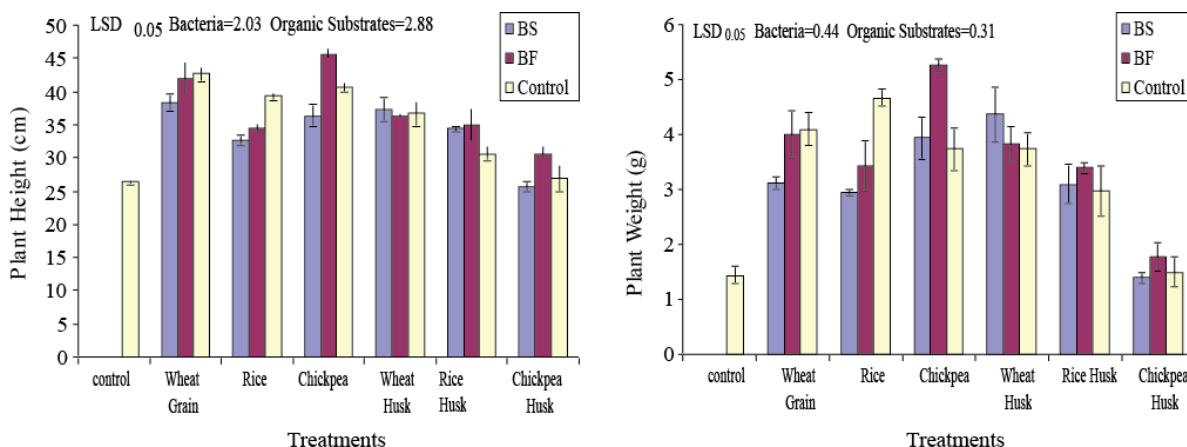 LSD 0.05 Bacteria=2.03 Organic Substrates=2.88
BS
BF
Control
Plant Height (cm)
50
45
40
35
30
25
20
15
10
5
0
control
Wheat Grain
Rice
Chickpea
Wheat Husk
Rice Husk
Chickpea Husk
Treatments
LSD 0.05 Bacteria=0.44 Organic Substrates=0.31
BS
BF
Control
Plant Weight (g)
6
5
4
3
2
1
0
control
Wheat Grain
Rice
Chickpea
Wheat Husk
Rice Husk
Chickpea Husk
Treatments